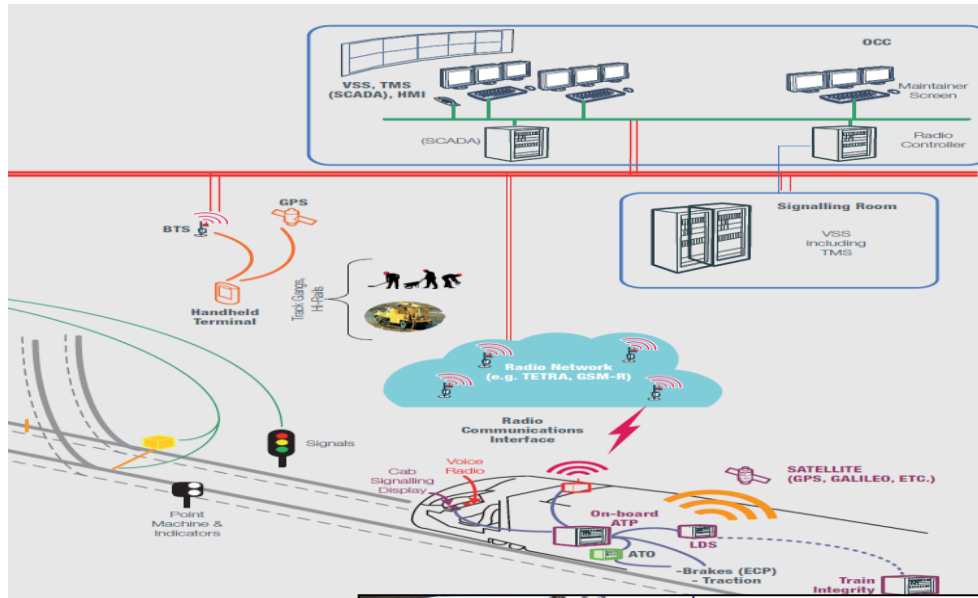 OCC
VSS, TMS
(SCADA), HMI
Maintainer
Screen
(SCADA)
Radio
Controller
GPS
BTS
Signalling Room
VSS
including
TMS
Handheld
Terminal
Track Gangs,
Hi-Rails
Radio Network
(e.g. TETRA, GSM-R)
Radio
Communications
Interface
Signals
Voice
Radio
Cab
Signalling
Display
SATELLITE
(GPS, GALILEO, ETC.)
Point
Machine &
Indicators
On-board
ATP
LDS
ATO
-Brakes (ECP)
- Traction
Train
Integrity